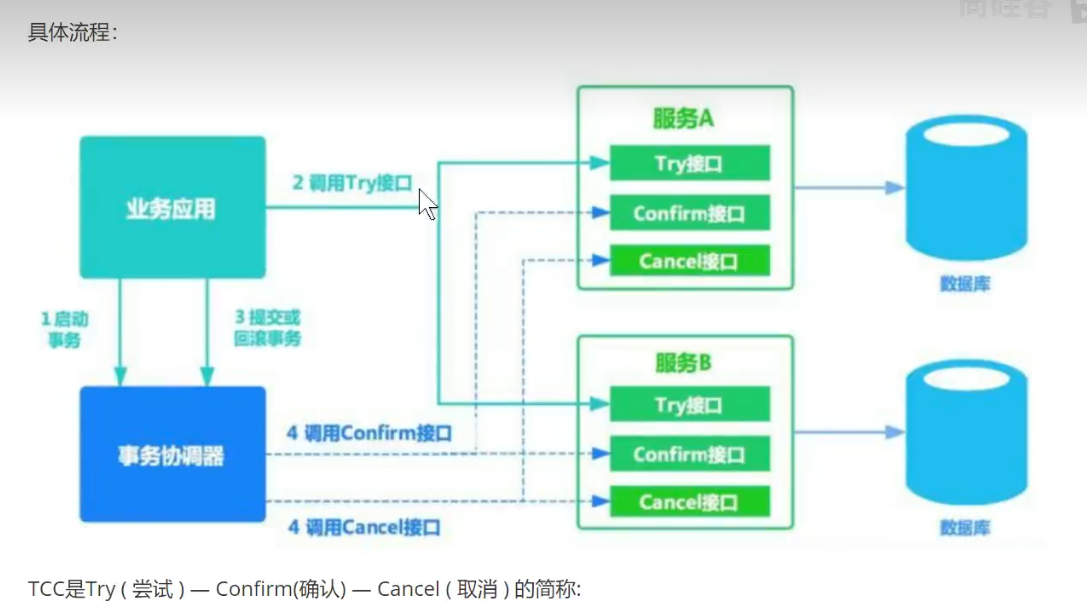 尚硅谷
具体流程：
服务A
Try接口
Confirm接口
Cancel接口
数据库
业务应用
2 调用Try接口
1 启动
事务
3 提交或
回滚事务
服务B
Try接口
Confirm接口
Cancel接口
数据库
事务协调器
4 调用Confirm接口
4 调用Cancel接口
TCC是Try ( 尝试 ) — Confirm(确认) — Cancel ( 取消 ) 的简称: